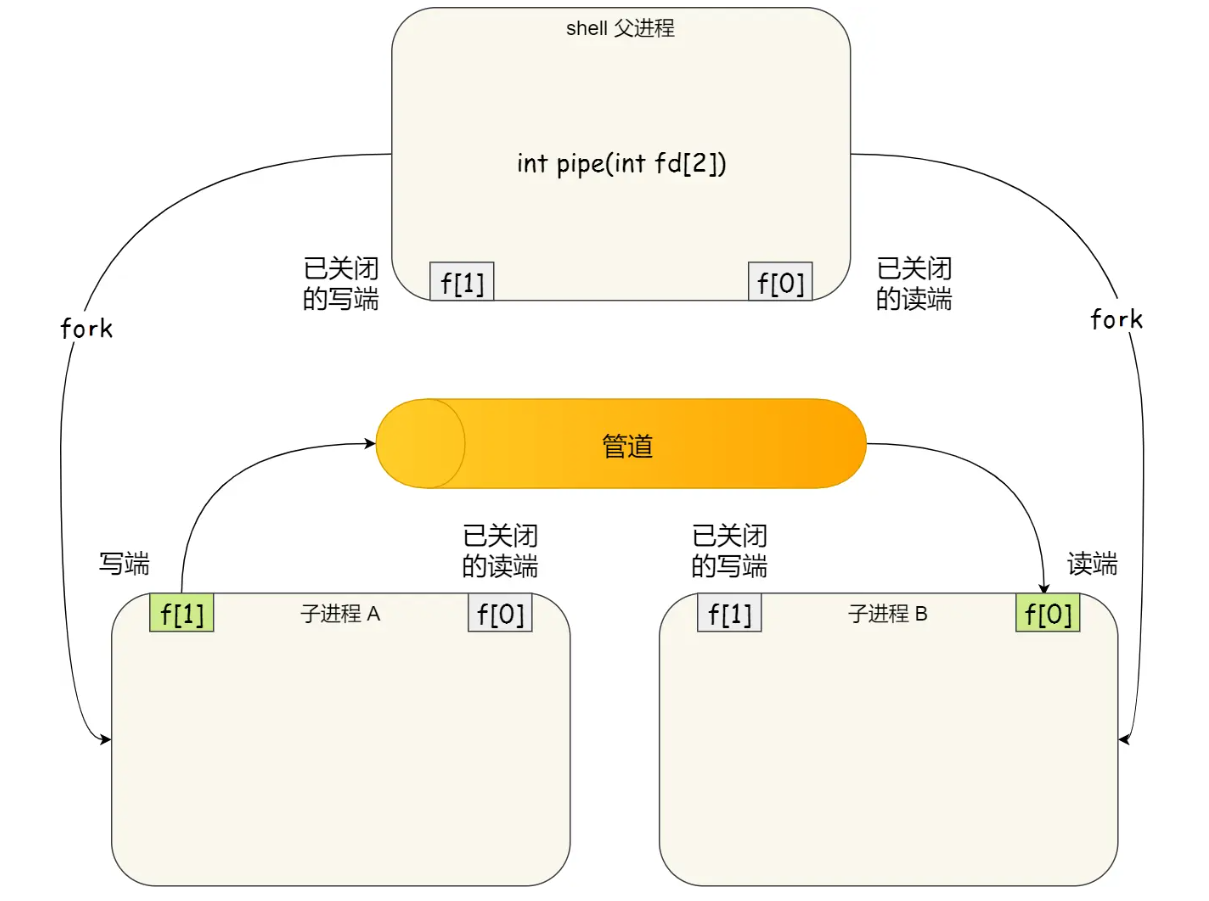 shell 父进程
int pipe(int fd[2])
已关闭
的写端
f[1]
f[0]
已关闭
的读端
fork
fork
管道
写端
已关闭
的读端
已关闭
的写端
读端
f[1]
子进程 A
f[0]
f[1]
子进程 B
f[0]